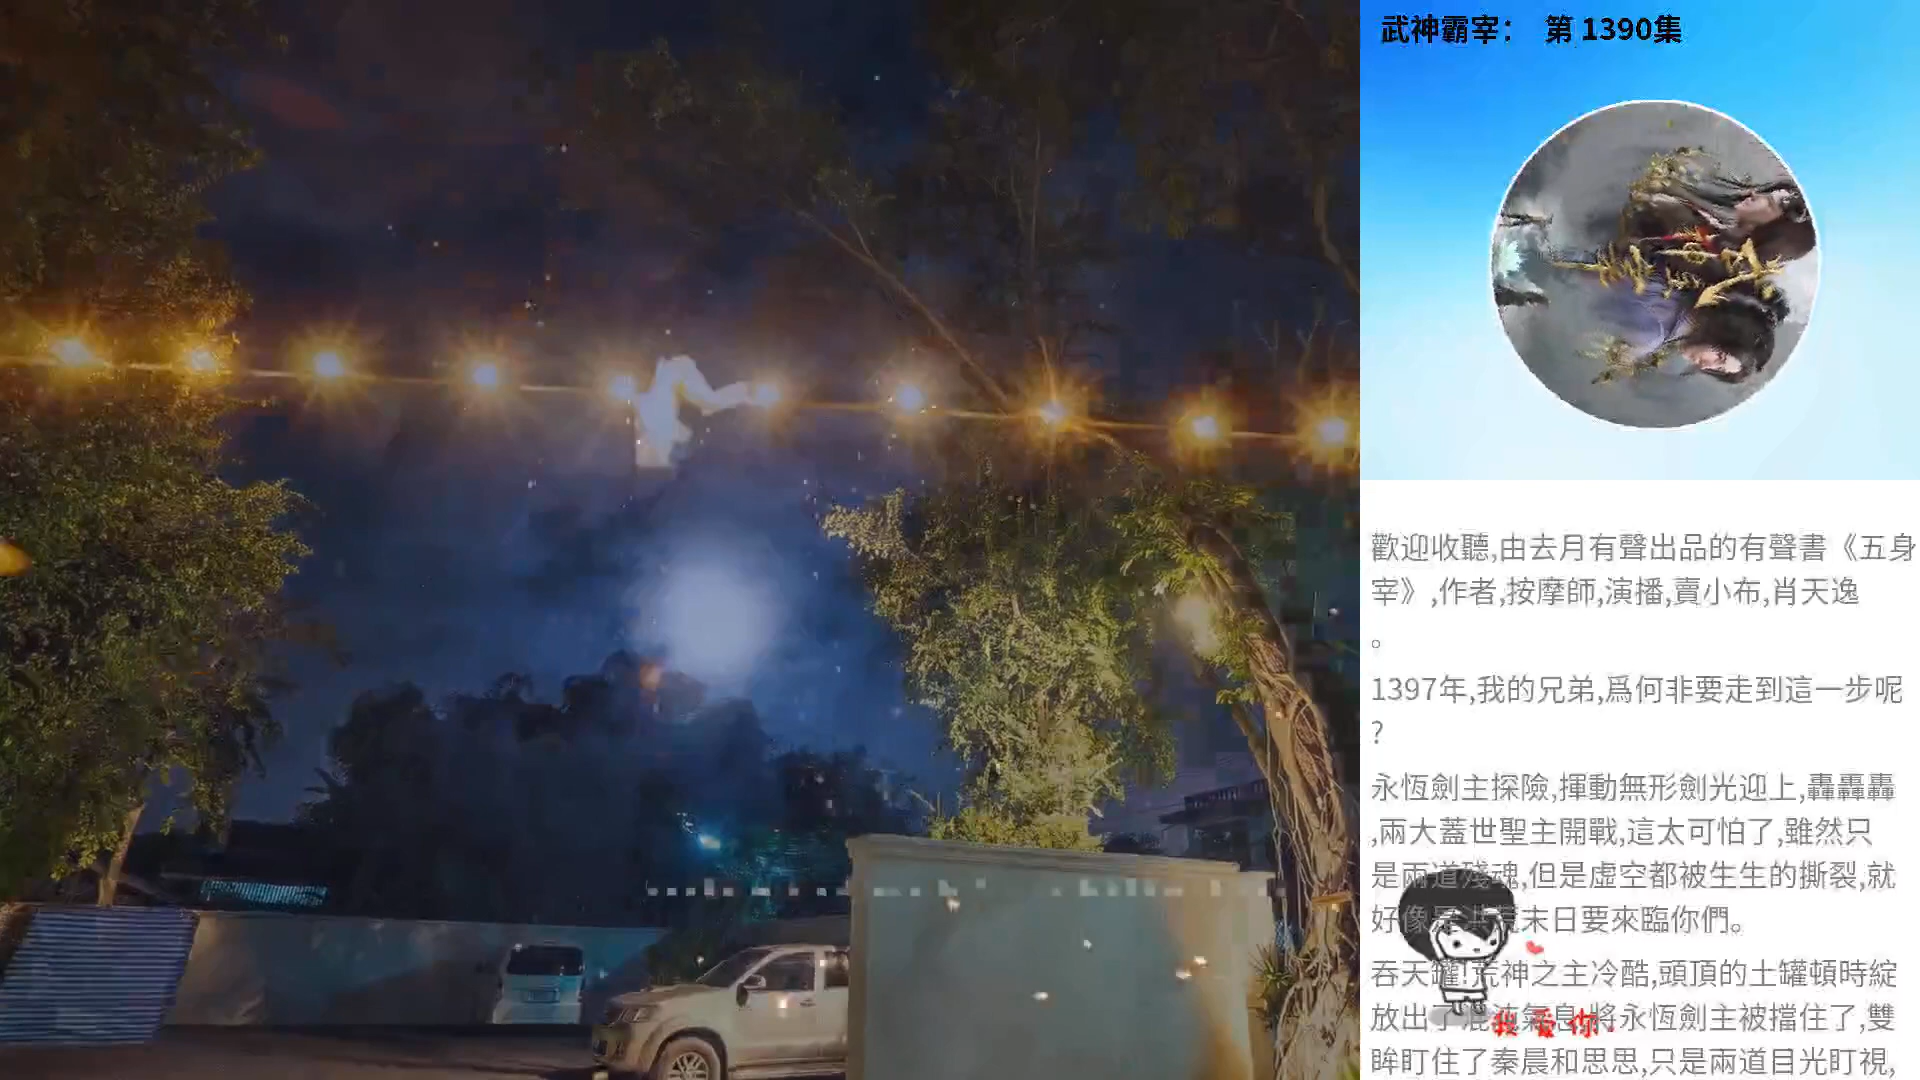 武神霸宰： 第 1390集
歡迎收聽,由去月有聲出品的有聲書《五身
宰》,作者,按摩師,演播,賣小布,肖天逸
。
1397年,我的兄弟,爲何非要走到這一步呢
?
永恆劍主探險,揮動無形劍光迎上,轟轟轟
,兩大蓋世聖主開戰,這太可怕了,雖然只
是兩道殘魂,但是虛空都被生生的撕裂,就
好像是洪荒末日要來臨你們。
吞天罐!荒神之主冷酷,頭頂的土罐頓時綻
放出了混沌氣息,將永恆劍主被擋住了,雙
我愛你.
眸盯住了秦晨和思思,只是兩道目光盯視,